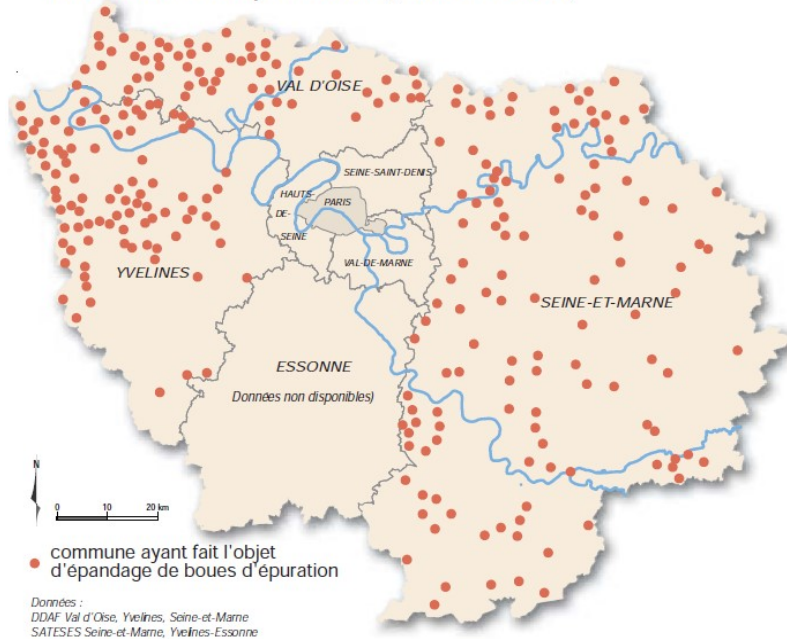 VAL D'OISE
SEINE-SAINT-DENIS
HAUTS-
DE-
SEINE
PARIS
VAL-DE-MARNE
YVELINES
SEINE-ET-MARNE
ESSONNE
Données non disponibles)
N
0 10 20 km
commune ayant fait l'objet
d'épandage de boues d'épuration
Données :
DDAF Val d'Oise, Yvelines, Seine-et-Marne
SATESES Seine-et-Marne, Yvelines-Essonne